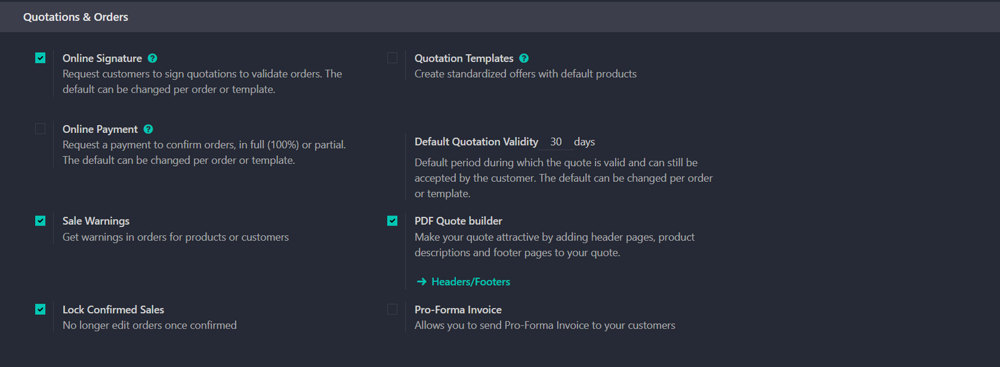 Quotations & Orders
Online Signature
Request customers to sign quotations to validate orders. The
default can be changed per order or template.
Quotation Templates
Create standardized offers with default products
Online Payment
Request a payment to confirm orders, in full (100%) or partial.
The default can be changed per order or template.
Default Quotation Validity 30 days
Default period during which the quote is valid and can still be
accepted by the customer. The default can be changed per order
or template.
Sale Warnings
Get warnings in orders for products or customers
PDF Quote builder
Make your quote attractive by adding header pages, product
descriptions and footer pages to your quote.
Headers/Footers
Lock Confirmed Sales
No longer edit orders once confirmed
Pro-Forma Invoice
Allows you to send Pro-Forma Invoice to your customers